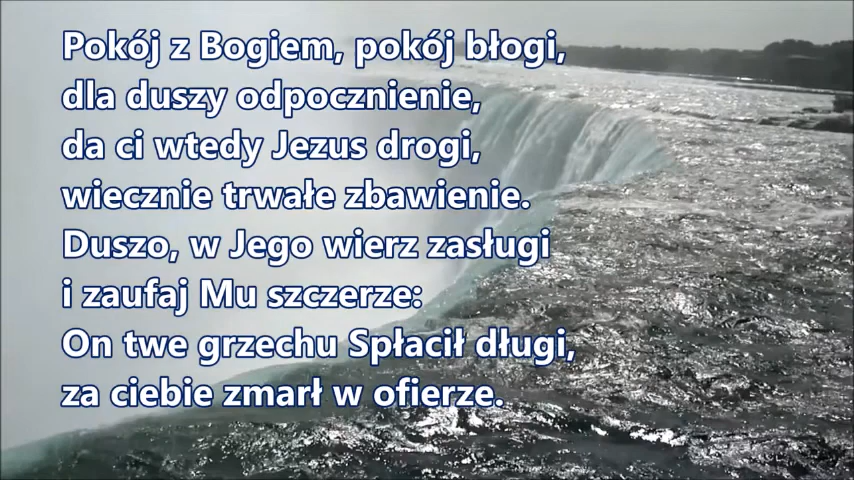 Pokój z Bogiem, pokój błogi,
dla duszy odpocznienie,
da ci wtedy Jezus drogi,
wiecznie trwałe zbawienie.
Duszo, w Jego wierz zasługi
i zaufaj Mu szczerze:
On twe grzechu Spłacił długi,
za ciebie zmarł w ofierze.